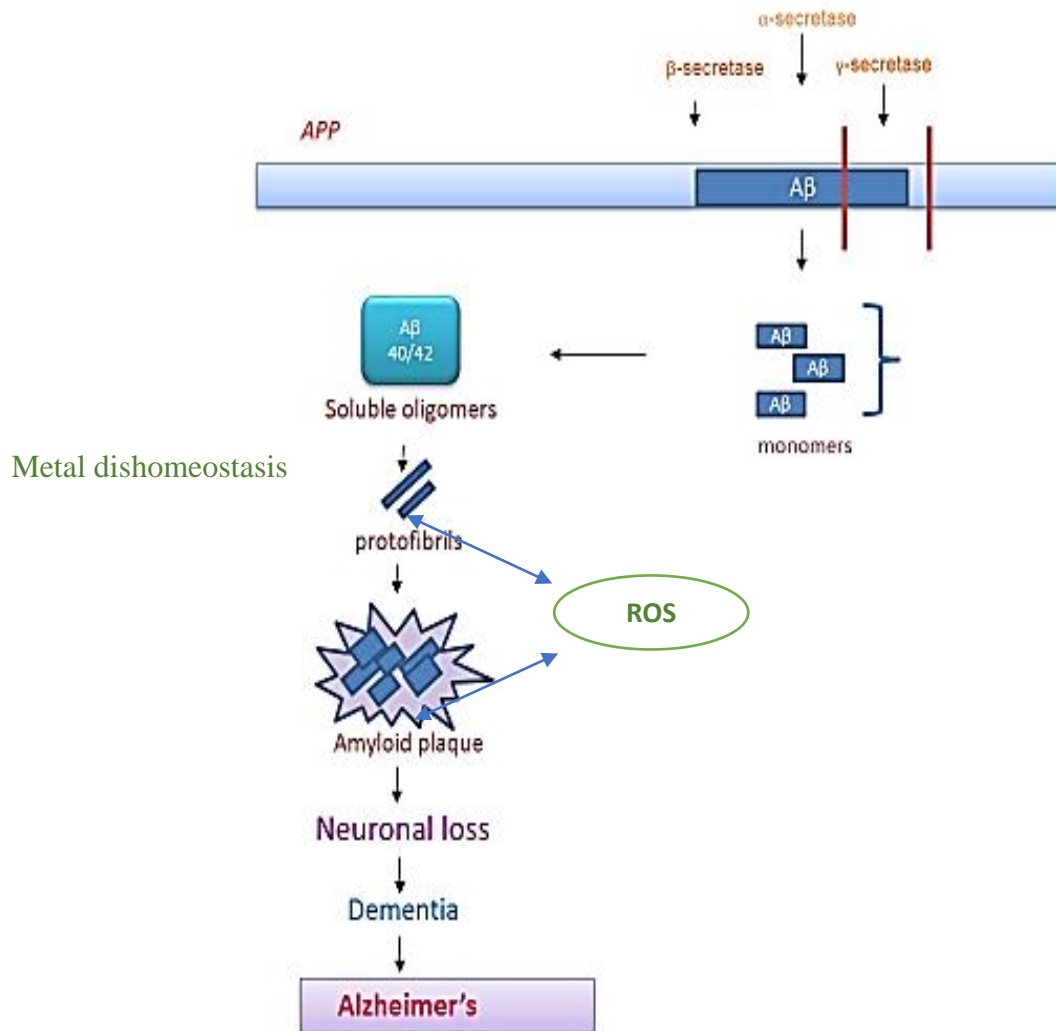 α-secretase
β-secretase
γ-secretase
APP
Aβ
Aβ
40/42
Soluble oligomers
Aβ
Aβ
Aβ
monomers
Metal dishomeostasis
protofibrils
ROS
Amyloid plaque
Neuronal loss
Dementia
Alzheimer's